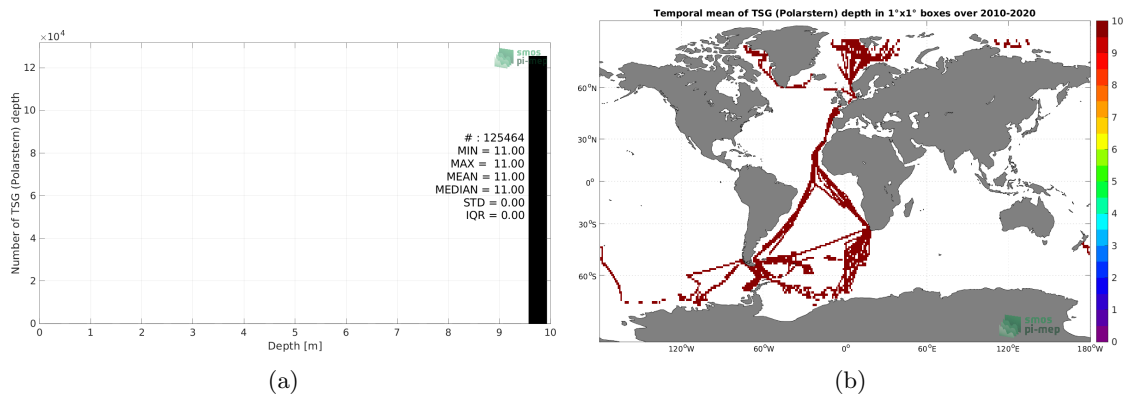 ×10⁴
smos
pi-mep
12
10
8
6
4
2
0
Number of TSG (Polarstern) depth
# : 125464
MIN = 11.00
MAX = 11.00
MEAN = 11.00
MEDIAN = 11.00
STD = 0.00
IQR = 0.00
0 1 2 3 4 5 6 7 8 9 10
Depth [m]
(a)
Temporal mean of TSG (Polarstern) depth in 1°x1° boxes over 2010-2020
60°N
30°N
0°
30°S
60°S
120°W 60°W 0° 60°E 120°E 180°W
smos
pi-mep
10
9
8
7
6
5
4
3
2
1
0
(b)